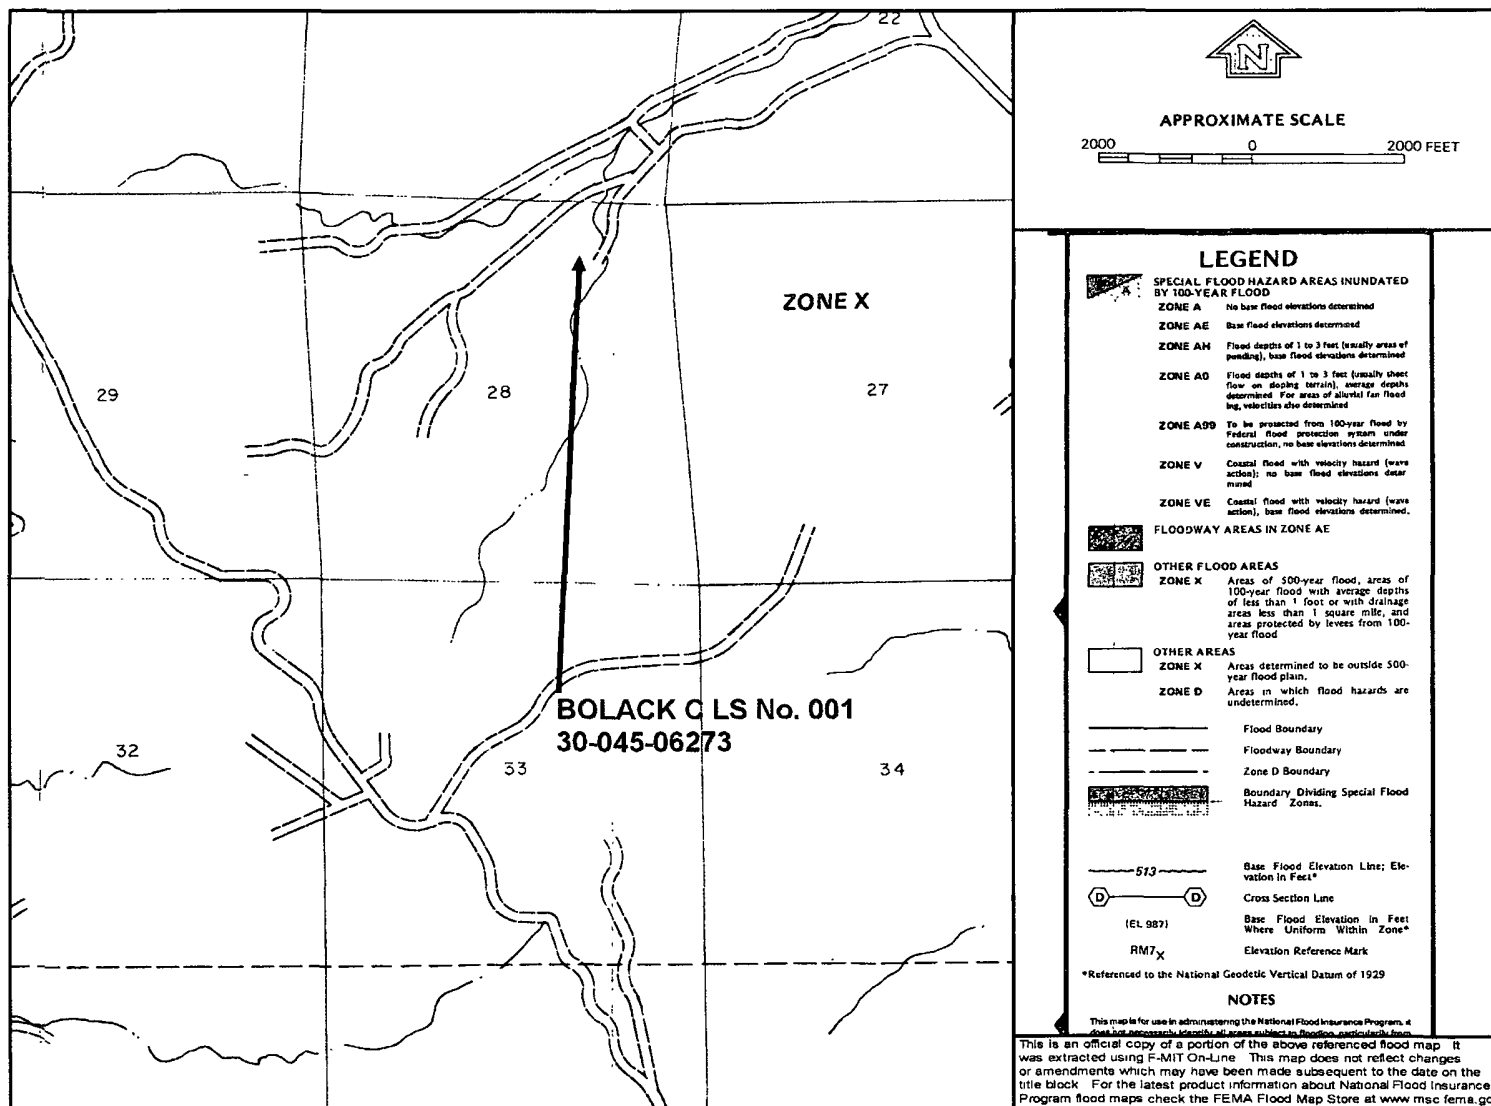 22
ZONE X
29
28
27
BOLACK C LS No. 001
30-045-06273
32
33
34
N
APPROXIMATE SCALE
2000 0 2000 FEET
LEGEND
SPECIAL FLOOD HAZARD AREAS INUNDATED
BY 100-YEAR FLOOD
ZONE A No base flood elevations determined
ZONE AE Base flood elevations determined
ZONE AH Flood depths of 1 to 3 feet (usually areas of
ponding), base flood elevations determined
ZONE AO Flood depths of 1 to 3 feet (usually sheet
flow on sloping terrain), average depths
determined For areas of alluvial fan flood
ing, velocities also determined
ZONE A99 To be protected from 100-year flood by
Federal flood protection system under
construction, no base elevations determined
ZONE V Coastal flood with velocity hazard (wave
action); no base flood elevations deter
mined
ZONE VE Coastal flood with velocity hazard (wave
action), base flood elevations determined.
FLOODWAY AREAS IN ZONE AE
OTHER FLOOD AREAS
ZONE X Areas of 500-year flood, areas of
100-year flood with average depths
of less than 1 foot or with drainage
areas less than 1 square mile, and
areas protected by levees from 100-
year flood
OTHER AREAS
ZONE X Areas determined to be outside 500-
year flood plain.
ZONE D Areas in which flood hazards are
undetermined.
Flood Boundary
Floodway Boundary
Zone D Boundary
Boundary Dividing Special Flood
Hazard Zones.
513 Base Flood Elevation Line; Ele-
vation in Feet*
D D Cross Section Line
(EL 987) Base Flood Elevation in Feet
Where Uniform Within Zone*
RM7X Elevation Reference Mark
*Referenced to the National Geodetic Vertical Datum of 1929
NOTES
This map is for use in administering the National Flood Insurance Program, it
does not necessarily identify all areas subject to flooding, particularly from
This is an official copy of a portion of the above referenced flood map It
was extracted using F-MIT On-Line This map does not reflect changes
or amendments which may have been made subsequent to the date on the
title block For the latest product information about National Flood Insurance
Program flood maps check the FEMA Flood Map Store at www msc fema.go